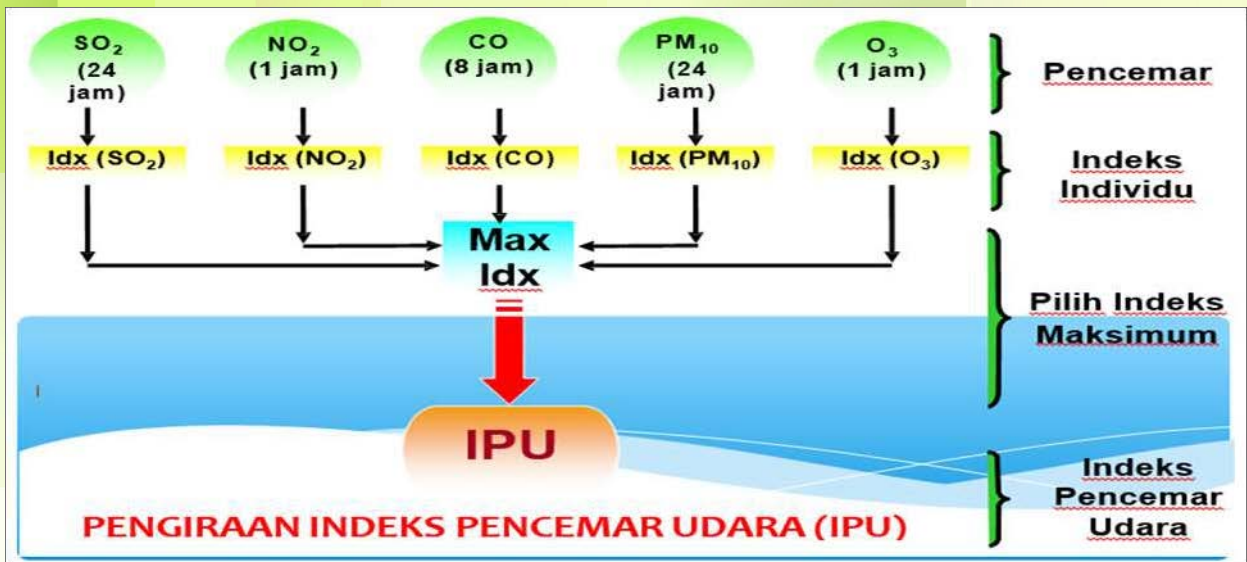 SO₂
(24
jam)
NO₂
(1 jam)
CO
(8 jam)
PM₁₀
(24
jam)
O₃
(1 jam)
Pencemar
Idx (SO₂)
Idx (NO₂)
Idx (CO)
Idx (PM₁₀)
Idx (O₃)
Indeks
Individu
Max
Idx
Pilih Indeks
Maksimum
IPU
Indeks
Pencemar
Udara
PENGIRAAN INDEKS PENCEMAR UDARA (IPU)